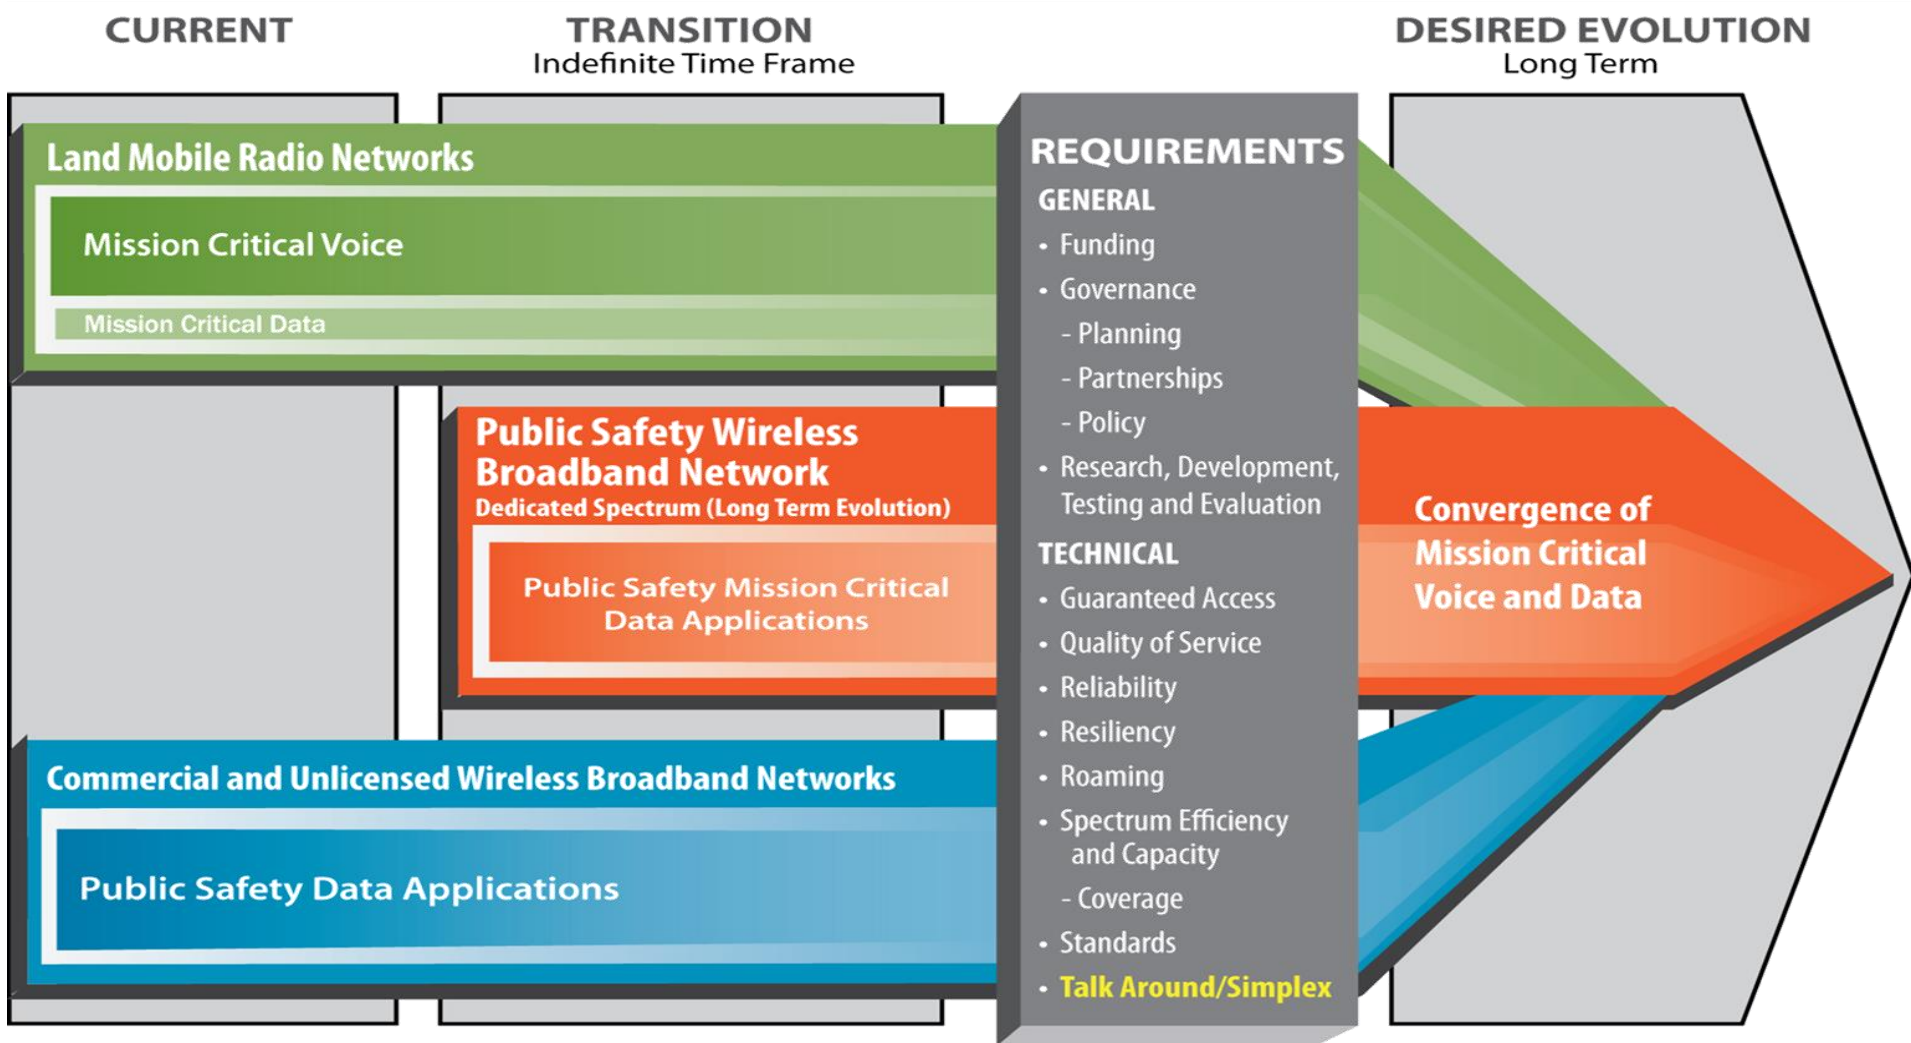 CURRENT
TRANSITION
Indefinite Time Frame
DESIRED EVOLUTION
Long Term
Land Mobile Radio Networks
Mission Critical Voice
Mission Critical Data
Public Safety Wireless
Broadband Network
Dedicated Spectrum (Long Term Evolution)
Public Safety Mission Critical
Data Applications
Commercial and Unlicensed Wireless Broadband Networks
Public Safety Data Applications
REQUIREMENTS
GENERAL
• Funding
• Governance
- Planning
- Partnerships
- Policy
• Research, Development,
Testing and Evaluation
TECHNICAL
• Guaranteed Access
• Quality of Service
• Reliability
• Resiliency
• Roaming
• Spectrum Efficiency
and Capacity
- Coverage
• Standards
• Talk Around/Simplex
Convergence of
Mission Critical
Voice and Data